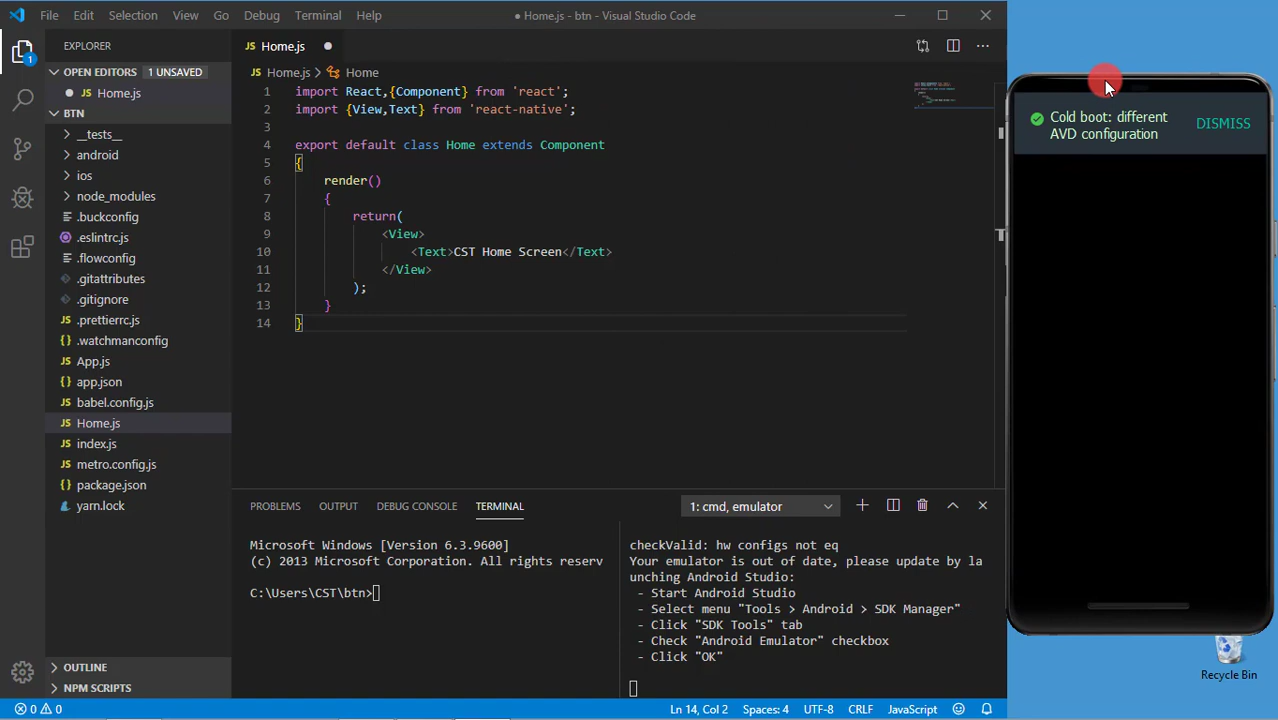 File Edit Selection View Go Debug Terminal Help
● Home.js - btn - Visual Studio Code
EXPLORER
OPEN EDITORS 1 UNSAVED
Home.js
BTN
__tests__
android
ios
node_modules
.buckconfig
.eslintrc.js
.flowconfig
.gitattributes
.gitignore
.prettierrc.js
.watchmanconfig
App.js
app.json
babel.config.js
Home.js
index.js
metro.config.js
package.json
yarn.lock
OUTLINE
NPM SCRIPTS
1
Home.js
Home.js > Home
1 import React,{Component} from 'react';
2 import {View,Text} from 'react-native';
3
4 export default class Home extends Component
5 {
6 render()
7 {
8 return(
9 <View>
10 <Text>CST Home Screen</Text>
11 </View>
12 );
13 }
14 }
PROBLEMS OUTPUT DEBUG CONSOLE TERMINAL
1: cmd, emulator
Microsoft Windows [Version 6.3.9600]
(c) 2013 Microsoft Corporation. All rights reserv
C:\Users\CST\btn>
checkValid: hw configs not eq
Your emulator is out of date, please update by la
unching Android Studio:
- Start Android Studio
- Select menu "Tools > Android > SDK Manager"
- Click "SDK Tools" tab
- Check "Android Emulator" checkbox
- Click "OK"
0 0
Ln 14, Col 2 Spaces: 4 UTF-8 CRLF JavaScript
Cold boot: different
AVD configuration
DISMISS
Recycle Bin